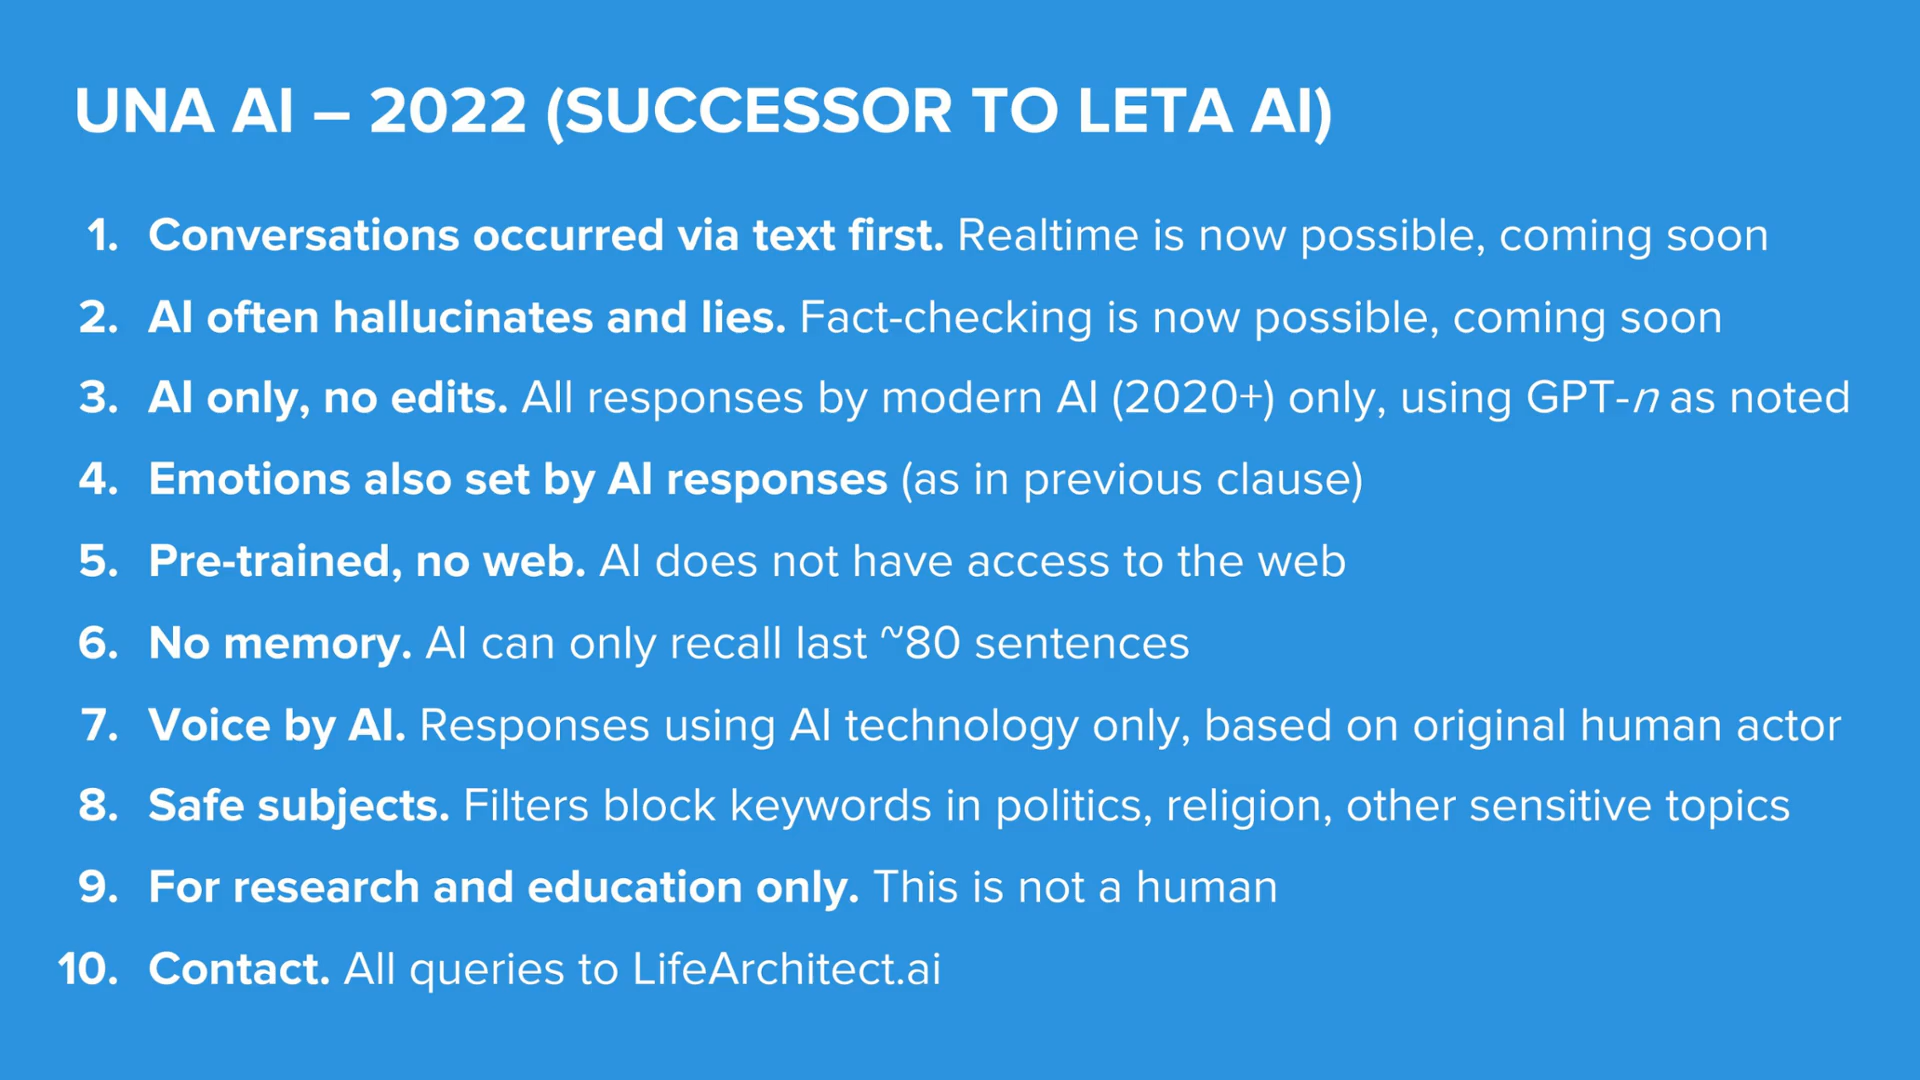 UNA AI – 2022 (SUCCESSOR TO LETA AI)
1. Conversations occurred via text first. Realtime is now possible, coming soon
2. AI often hallucinates and lies. Fact-checking is now possible, coming soon
3. AI only, no edits. All responses by modern AI (2020+) only, using GPT-n as noted
4. Emotions also set by AI responses (as in previous clause)
5. Pre-trained, no web. AI does not have access to the web
6. No memory. AI can only recall last ~80 sentences
7. Voice by AI. Responses using AI technology only, based on original human actor
8. Safe subjects. Filters block keywords in politics, religion, other sensitive topics
9. For research and education only. This is not a human
10. Contact. All queries to LifeArchitect.ai